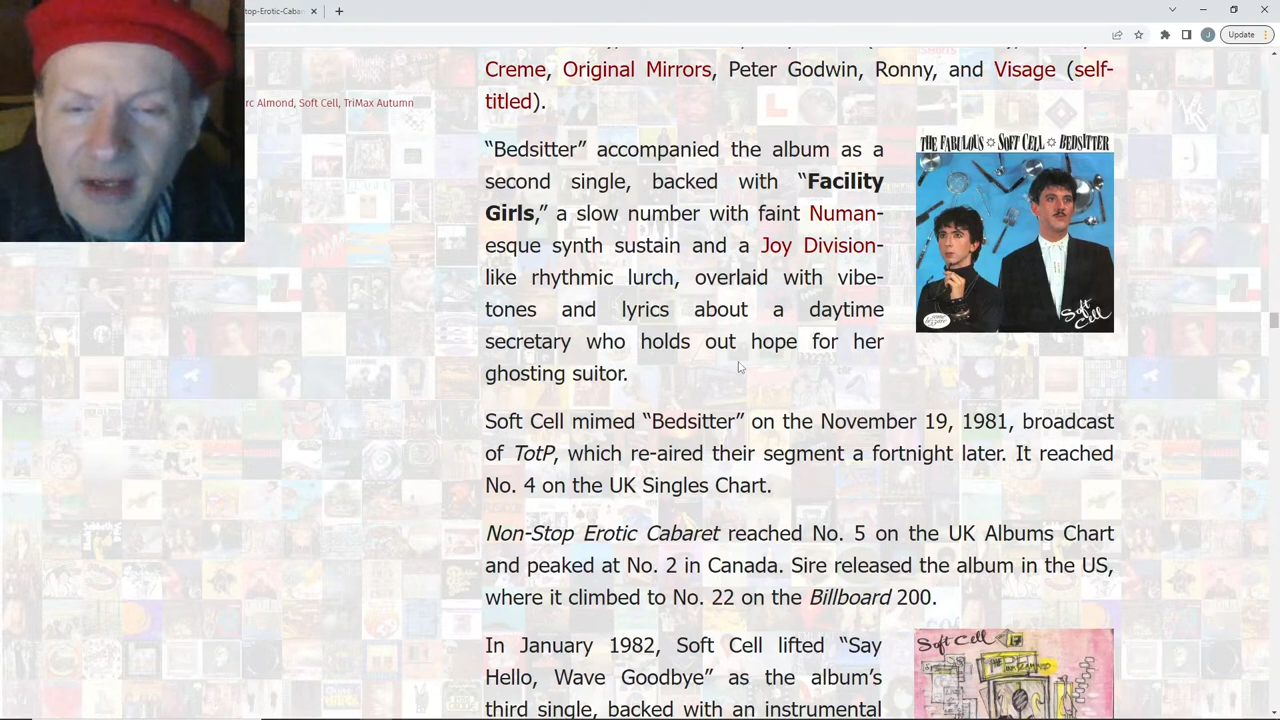 top-Erotic-Caba
Update
rc Almond, Soft Cell, TriMax Autumn
Creme, Original Mirrors, Peter Godwin, Ronny, and Visage (self-
titled).
THE FABULOUS SOFT CELL BEDSITTER
“Bedsitter” accompanied the album as a
second single, backed with “Facility
Girls,” a slow number with faint Numan-
esque synth sustain and a Joy Division-
like rhythmic lurch, overlaid with vibe-
tones and lyrics about a daytime
secretary who holds out hope for her
ghosting suitor.
Soft Cell
Soft Cell mimed “Bedsitter” on the November 19, 1981, broadcast
of TotP, which re-aired their segment a fortnight later. It reached
No. 4 on the UK Singles Chart.
Non-Stop Erotic Cabaret reached No. 5 on the UK Albums Chart
and peaked at No. 2 in Canada. Sire released the album in the US,
where it climbed to No. 22 on the Billboard 200.
In January 1982, Soft Cell lifted “Say
Hello, Wave Goodbye” as the album’s
third single, backed with an instrumental
Soft Cell